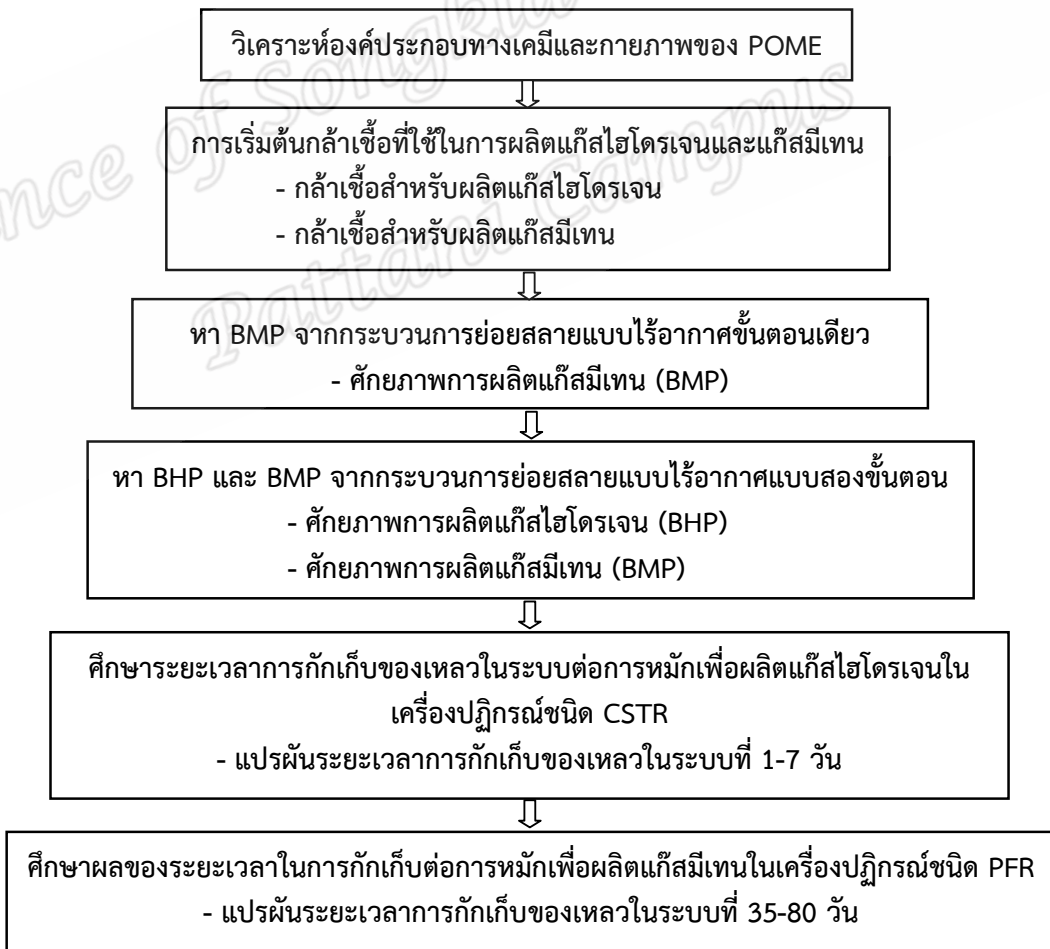 วิเคราะห์องค์ประกอบทางเคมีและกายภาพของ POME
การเริ่มต้นกล้าเชื้อที่ใช้ในการผลิตแก๊สไฮโดรเจนและแก๊สมีเทน
- กล้าเชื้อสำหรับผลิตแก๊สไฮโดรเจน
- กล้าเชื้อสำหรับผลิตแก๊สมีเทน
หา BMP จากกระบวนการย่อยสลายแบบไร้อากาศขั้นตอนเดียว
- ศักยภาพการผลิตแก๊สมีเทน (BMP)
หา BHP และ BMP จากกระบวนการย่อยสลายแบบไร้อากาศแบบสองขั้นตอน
- ศักยภาพการผลิตแก๊สไฮโดรเจน (BHP)
- ศักยภาพการผลิตแก๊สมีเทน (BMP)
ศึกษาระยะเวลาการกักเก็บของเหลวในระบบต่อการหมักเพื่อผลิตแก๊สไฮโดรเจนใน
เครื่องปฏิกรณ์ชนิด CSTR
- แปรผันระยะเวลาการกักเก็บของเหลวในระบบที่ 1-7 วัน
ศึกษาผลของระยะเวลาในการกักเก็บต่อการหมักเพื่อผลิตแก๊สมีเทนในเครื่องปฏิกรณ์ชนิด PFR
- แปรผันระยะเวลาการกักเก็บของเหลวในระบบที่ 35-80 วัน
nce of Songkla
Pattani Campus